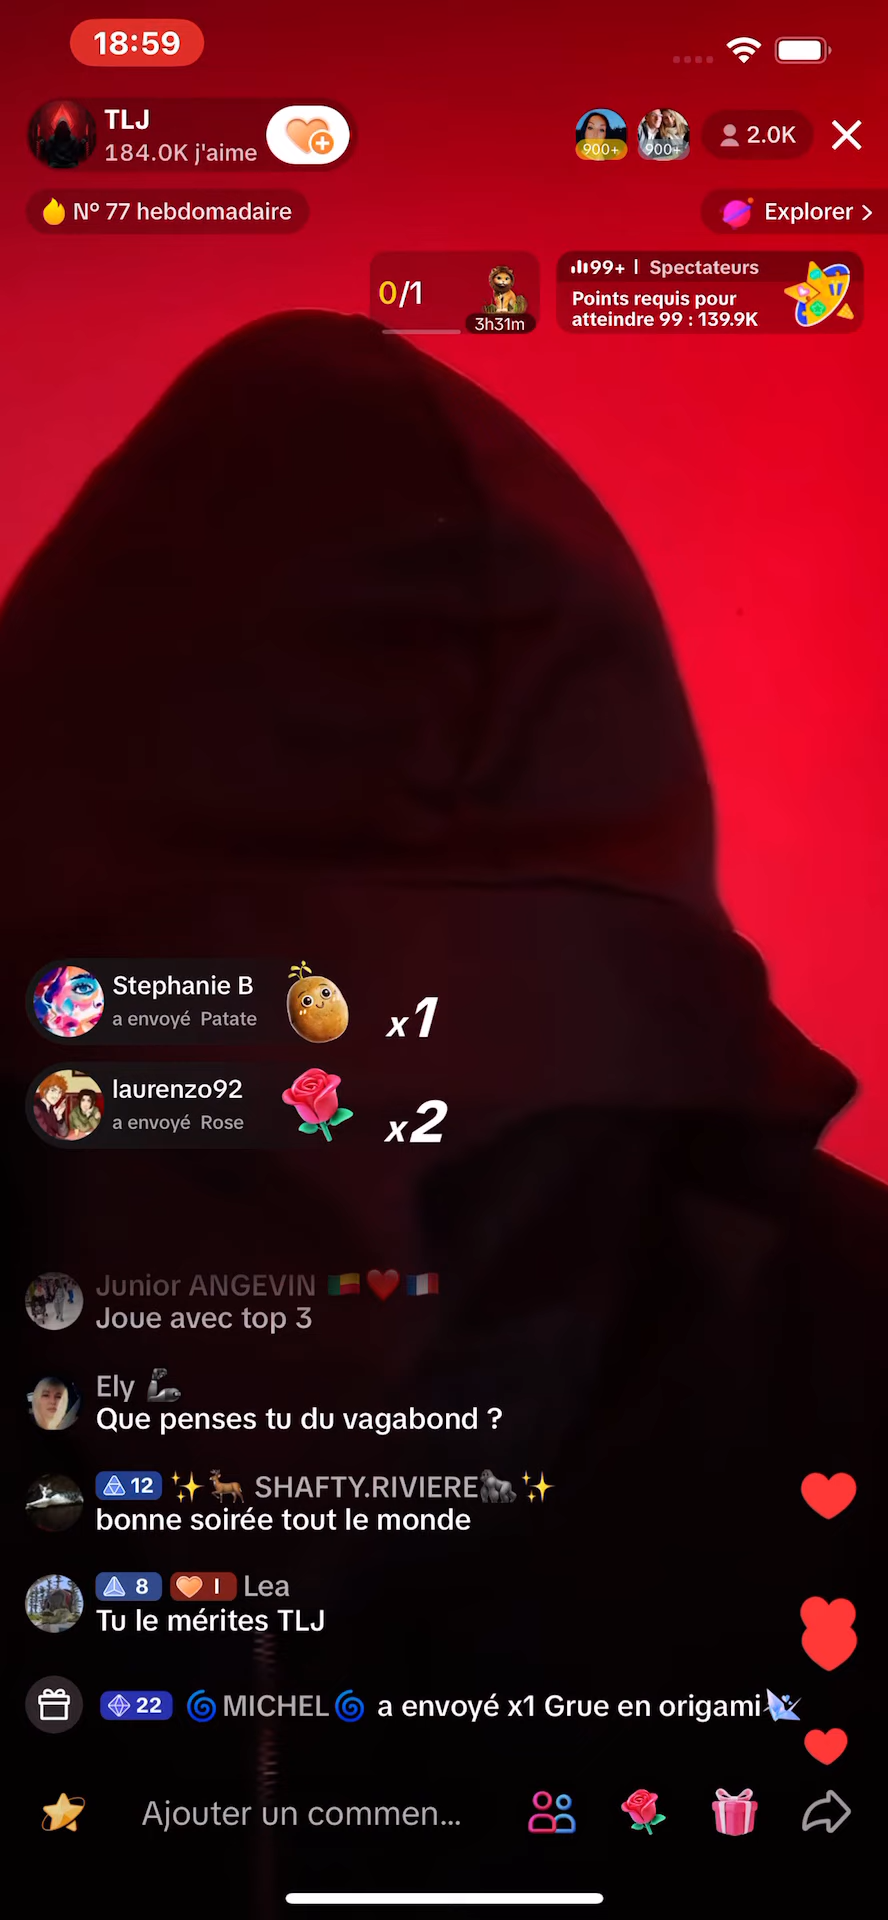 18:59
TLJ
184.0K j'aime
900+
900+
2.0K
N° 77 hebdomadaire
Explorer >
0/1
3h31m
99+ | Spectateurs
Points requis pour
atteindre 99 : 139.9K
Stephanie B
a envoyé Patate
x1
laurenzo92
a envoyé Rose
x2
Junior ANGEVIN 🇧🇯❤️🇫🇷
Joue avec top 3
Ely 🦾
Que penses tu du vagabond ?
12 ✨🦌 SHAFTY.RIVIERE🦍✨
bonne soirée tout le monde
8 I Lea
Tu le mérites TLJ
22 🌀MICHEL🌀 a envoyé x1 Grue en origami
Ajouter un commen...